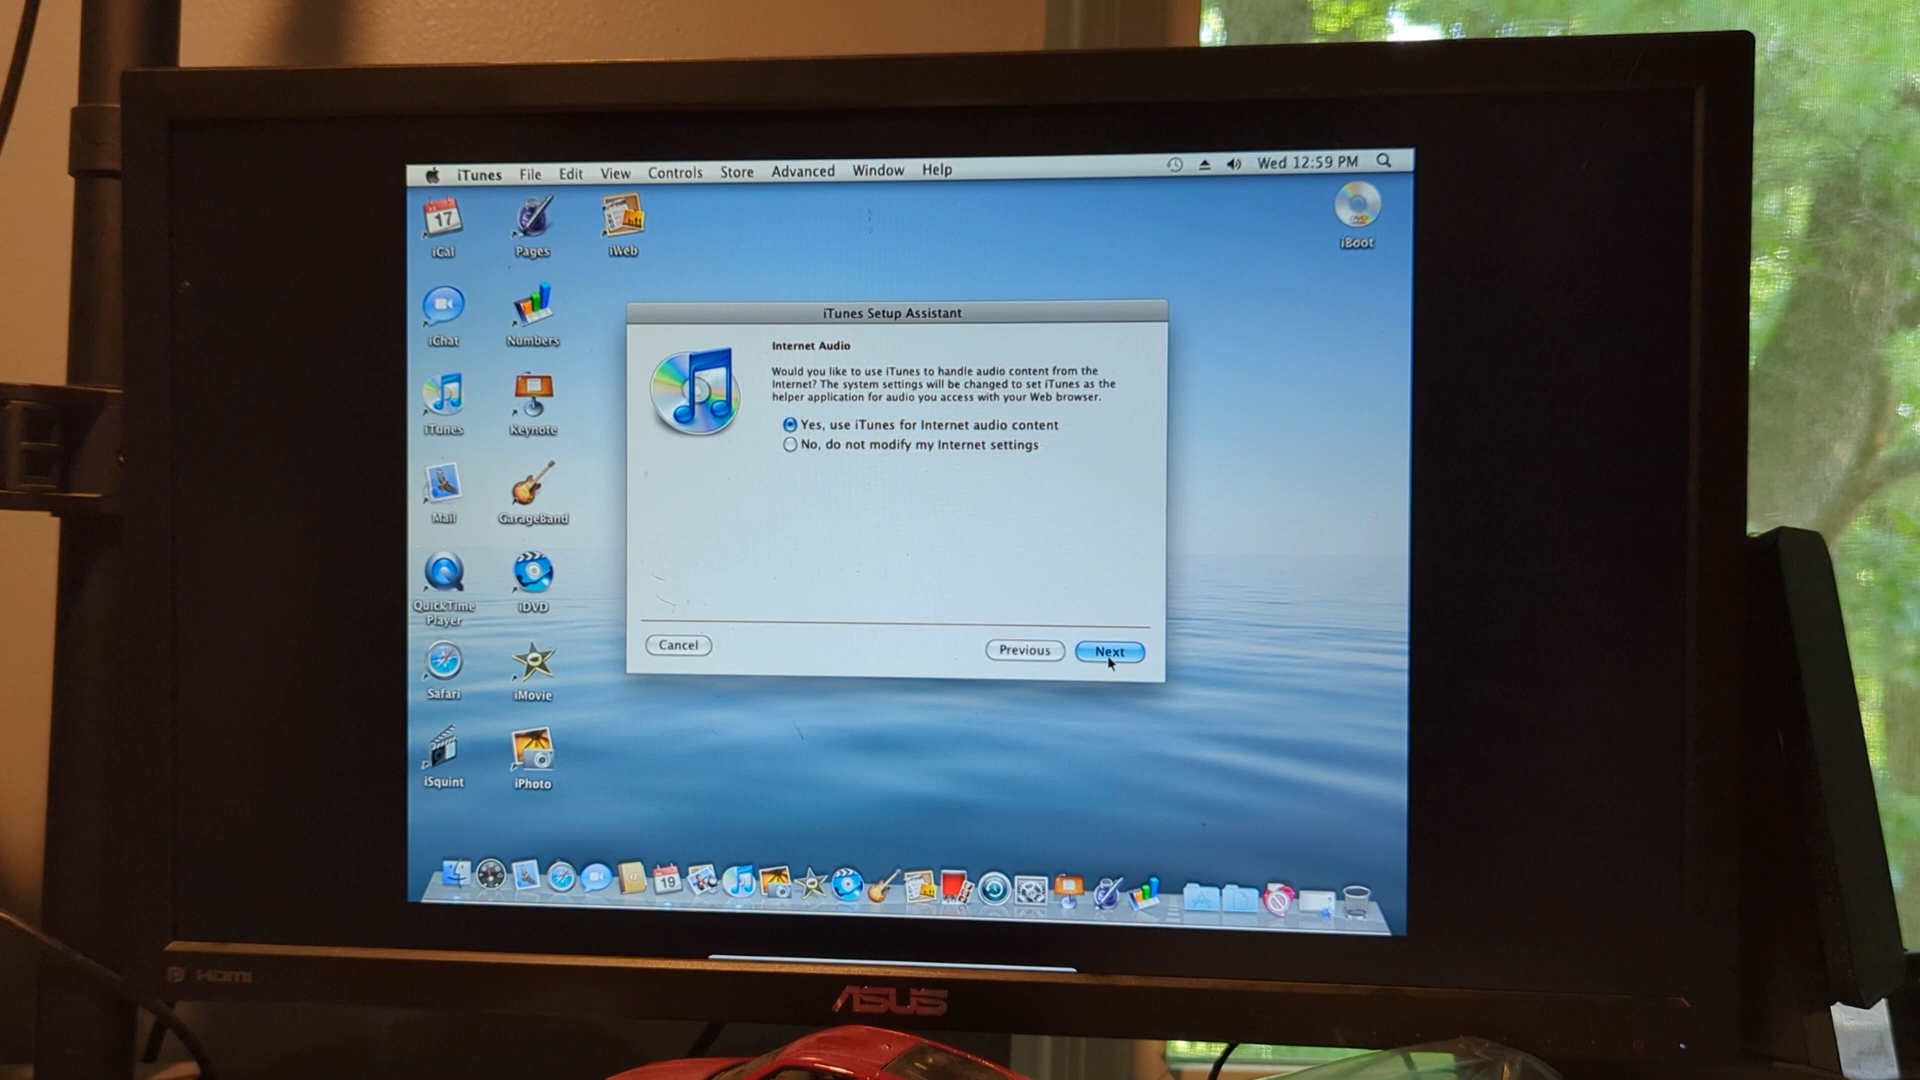 iTunes File Edit View Controls Store Advanced Window Help Wed 12:59 PM
17
iCal
Pages
iWeb
iBoot
iChat
Numbers
iTunes
Keynote
Mail
GarageBand
QuickTime
Player
iDVD
Safari
iMovie
iSquint
iPhoto
iTunes Setup Assistant
Internet Audio
Would you like to use iTunes to handle audio content from the
Internet? The system settings will be changed to set iTunes as the
helper application for audio you access with your Web browser.
Yes, use iTunes for Internet audio content
No, do not modify my Internet settings
Cancel Previous Next
19
HDMI
ASUS